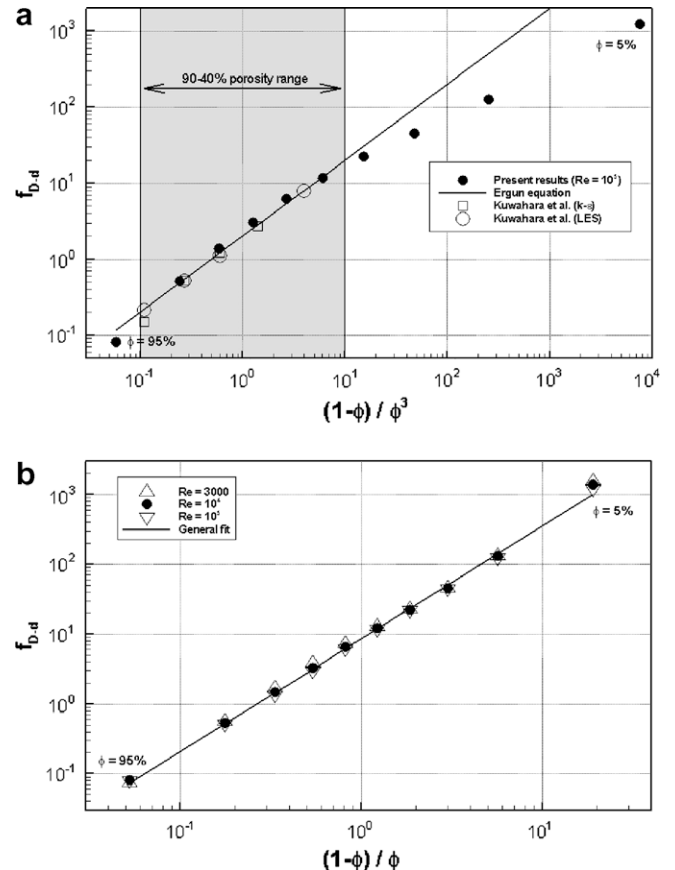 a
10³
10²
10¹
10⁰
10⁻¹
f_D-d
90-40% porosity range
ϕ = 5%
Present results (Re = 10⁵)
Ergun equation
Kuwahara et al. (k-ε)
Kuwahara et al. (LES)
ϕ = 95%
10⁻¹ 10⁰ 10¹ 10² 10³ 10⁴
(1-ϕ) / ϕ³
b
10³
10²
10¹
10⁰
10⁻¹
f_D-d
Re = 3000
Re = 10⁴
Re = 10⁵
General fit
ϕ = 5%
ϕ = 95%
10⁻¹ 10⁰ 10¹
(1-ϕ) / ϕ